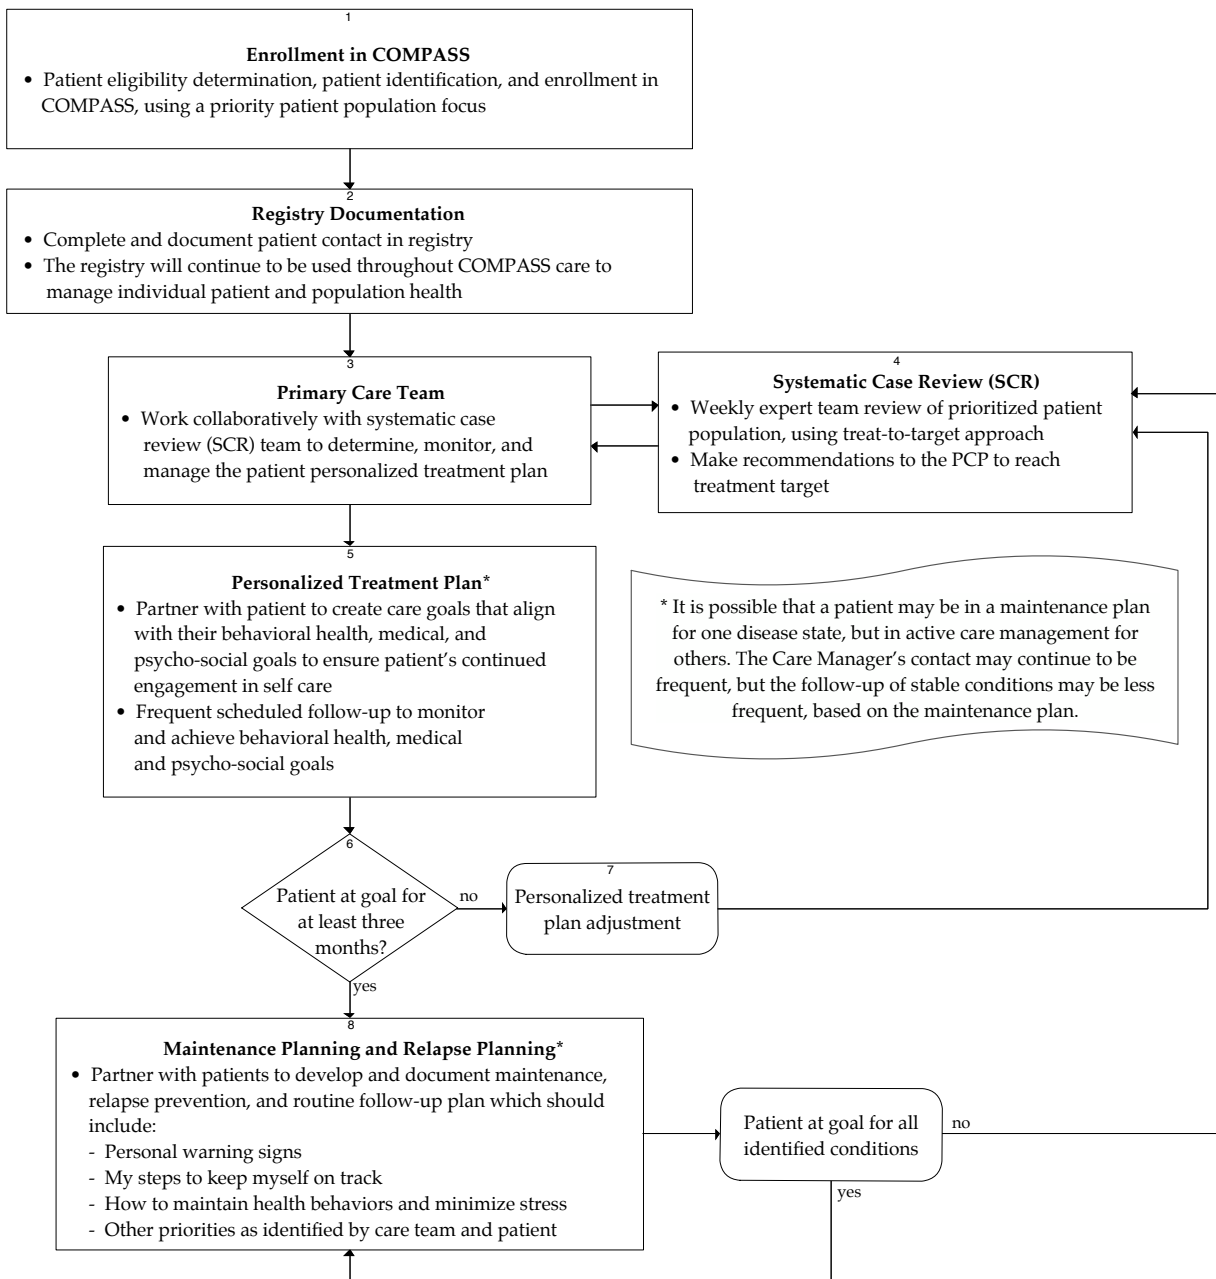 1
Enrollment in COMPASS
• Patient eligibility determination, patient identification, and enrollment in
COMPASS, using a priority patient population focus
2
Registry Documentation
• Complete and document patient contact in registry
• The registry will continue to be used throughout COMPASS care to
manage individual patient and population health
3
Primary Care Team
• Work collaboratively with systematic case
review (SCR) team to determine, monitor, and
manage the patient personalized treatment plan
4
Systematic Case Review (SCR)
• Weekly expert team review of prioritized patient
population, using treat-to-target approach
• Make recommendations to the PCP to reach
treatment target
5
Personalized Treatment Plan*
• Partner with patient to create care goals that align
with their behavioral health, medical, and
psycho-social goals to ensure patient's continued
engagement in self care
• Frequent scheduled follow-up to monitor
and achieve behavioral health, medical
and psycho-social goals
* It is possible that a patient may be in a maintenance plan
for one disease state, but in active care management for
others. The Care Manager's contact may continue to be
frequent, but the follow-up of stable conditions may be less
frequent, based on the maintenance plan.
6
Patient at goal for
at least three
months?
no
7
Personalized treatment
plan adjustment
yes
8
Maintenance Planning and Relapse Planning*
• Partner with patients to develop and document maintenance,
relapse prevention, and routine follow-up plan which should
include:
- Personal warning signs
- My steps to keep myself on track
- How to maintain health behaviors and minimize stress
- Other priorities as identified by care team and patient
Patient at goal for all
identified conditions
no
yes